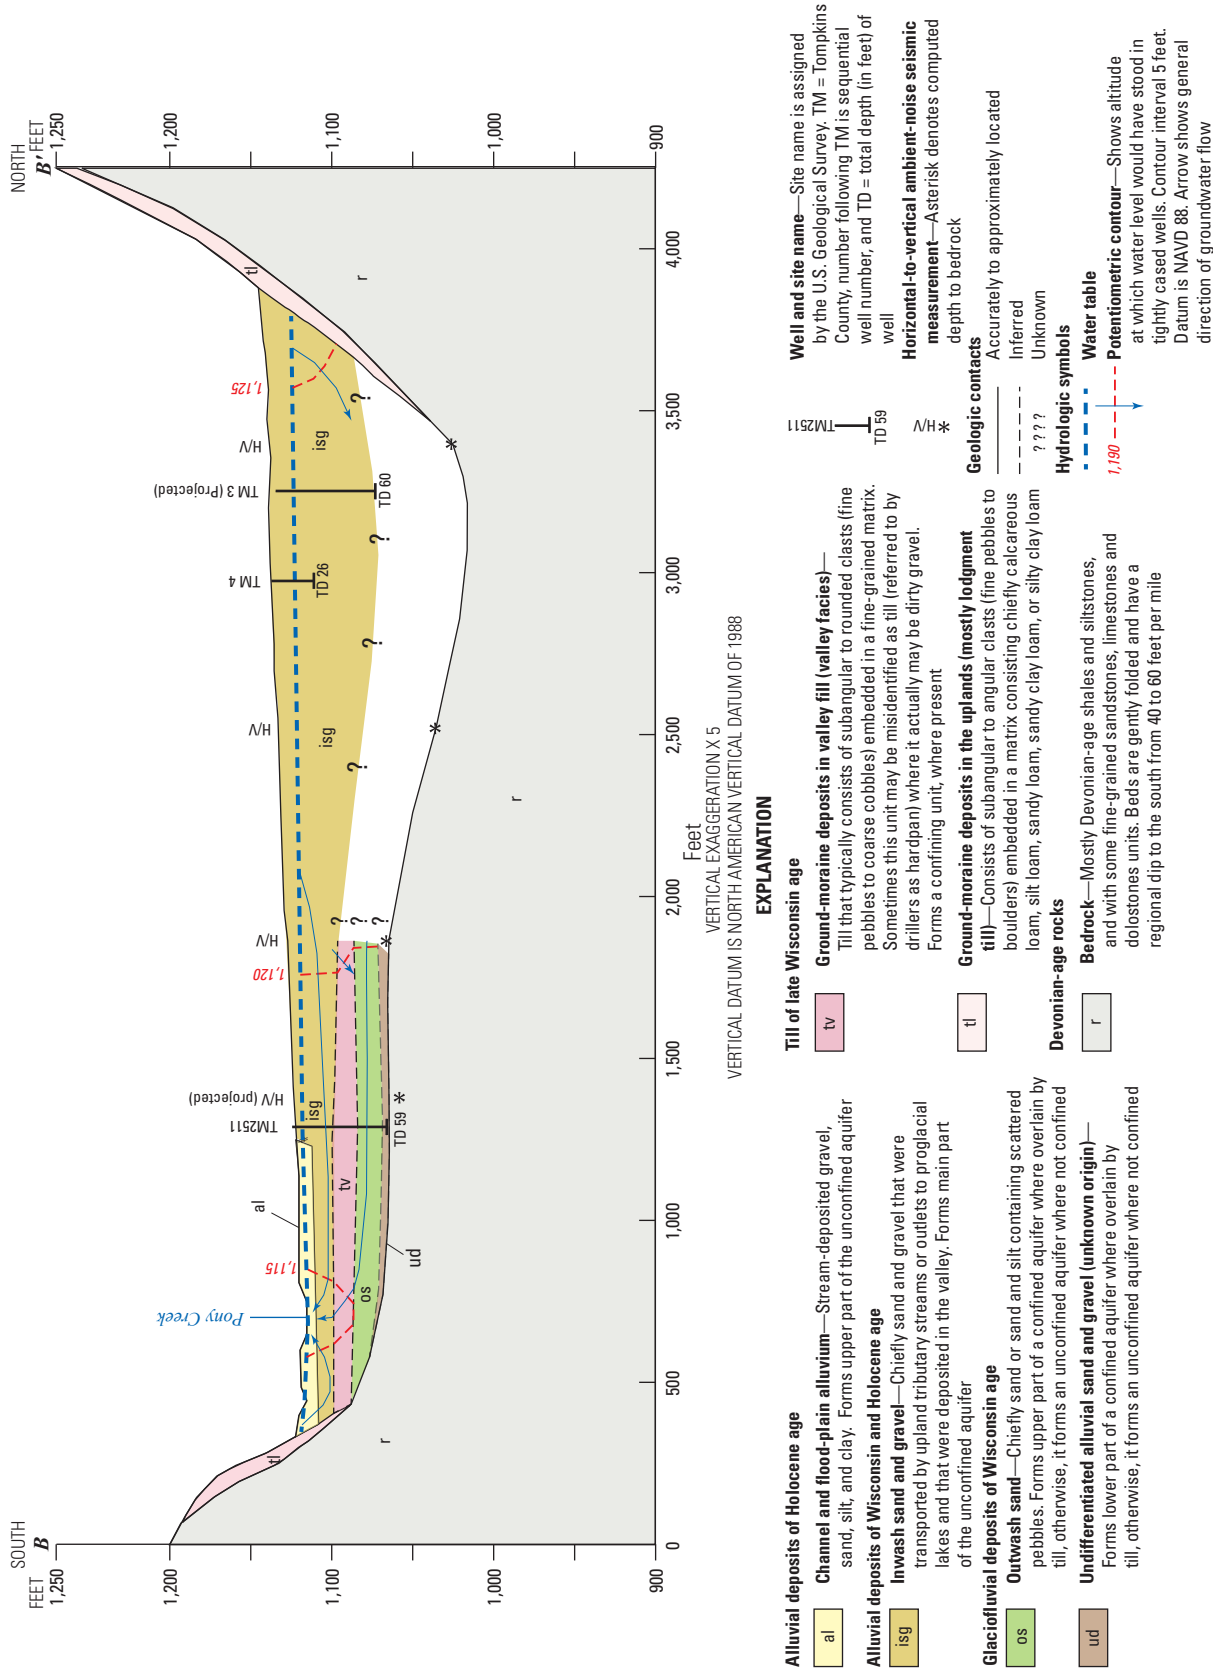 SOUTH
B
FEET
1,250
1,200
1,100
1,000
900
NORTH
B'
FEET
1,250
1,200
1,100
1,000
900
tl
r
al
Pony Creek
1,115
TM2511
H/V (projected)
isg
tv
os
ud
TD 59
*
1,120
H/V
?
?
?
*
H/V
isg
?
*
?
TM 4
TD 26
?
TM 3 (Projected)
TD 60
H/V
*
isg
?
1,125
tl
r
r
0
500
1,000
1,500
2,000
2,500
3,000
3,500
4,000
Feet
VERTICAL EXAGGERATION X 5
VERTICAL DATUM IS NORTH AMERICAN VERTICAL DATUM OF 1988
EXPLANATION
Alluvial deposits of Holocene age
al
Channel and flood-plain alluvium—Stream-deposited gravel,
sand, silt, and clay. Forms upper part of the unconfined aquifer
Alluvial deposits of Wisconsin and Holocene age
isg
Inwash sand and gravel—Chiefly sand and gravel that were
transported by upland tributary streams or outlets to proglacial
lakes and that were deposited in the valley. Forms main part
of the unconfined aquifer
Glaciofluvial deposits of Wisconsin age
os
Outwash sand—Chiefly sand or sand and silt containing scattered
pebbles. Forms upper part of a confined aquifer where overlain by
till, otherwise, it forms an unconfined aquifer where not confined
ud
Undifferentiated alluvial sand and gravel (unknown origin)—
Forms lower part of a confined aquifer where overlain by
till, otherwise, it forms an unconfined aquifer where not confined
Till of late Wisconsin age
tv
Ground-moraine deposits in valley fill (valley facies)—
Till that typically consists of subangular to rounded clasts (fine
pebbles to coarse cobbles) embedded in a fine-grained matrix.
Sometimes this unit may be misidentified as till (referred to by
drillers as hardpan) where it actually may be dirty gravel.
Forms a confining unit, where present
tl
Ground-moraine deposits in the uplands (mostly lodgment
till)—Consists of subangular to angular clasts (fine pebbles to
boulders) embedded in a matrix consisting chiefly calcareous
loam, silt loam, sandy loam, sandy clay loam, or silty clay loam
Devonian-age rocks
r
Bedrock—Mostly Devonian-age shales and siltstones,
and with some fine-grained sandstones, limestones and
dolostones units. Beds are gently folded and have a
regional dip to the south from 40 to 60 feet per mile
TM2511
TD 59
Well and site name—Site name is assigned
by the U.S. Geological Survey. TM = Tompkins
County, number following TM is sequential
well number, and TD = total depth (in feet) of
well
H/V
*
Horizontal-to-vertical ambient-noise seismic
measurement—Asterisk denotes computed
depth to bedrock
Geologic contacts
Accurately to approximately located
Inferred
? ? ? ?
Unknown
Hydrologic symbols
Water table
1,190
Potentiometric contour—Shows altitude
at which water level would have stood in
tightly cased wells. Contour interval 5 feet.
Datum is NAVD 88. Arrow shows general
direction of groundwater flow